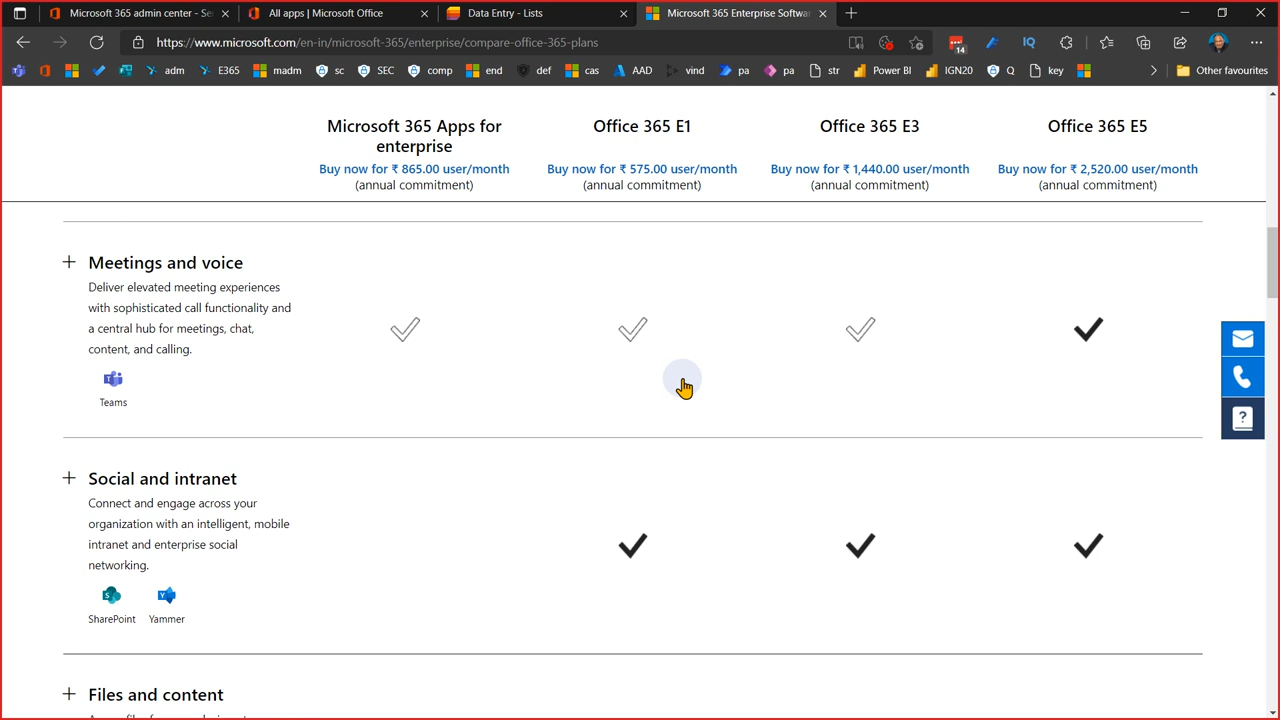 Microsoft 365 admin center - Se
All apps | Microsoft Office
Data Entry - Lists
Microsoft 365 Enterprise Softwa
https://www.microsoft.com/en-in/microsoft-365/enterprise/compare-office-365-plans
14
IQ
adm
E365
madm
sc
SEC
comp
end
def
cas
AAD
vind
pa
pa
str
Power BI
IGN20
Q
key
Other favourites
Microsoft 365 Apps for
enterprise
Buy now for ₹ 865.00 user/month
(annual commitment)
Office 365 E1
Buy now for ₹ 575.00 user/month
(annual commitment)
Office 365 E3
Buy now for ₹ 1,440.00 user/month
(annual commitment)
Office 365 E5
Buy now for ₹ 2,520.00 user/month
(annual commitment)
Meetings and voice
Deliver elevated meeting experiences
with sophisticated call functionality and
a central hub for meetings, chat,
content, and calling.
Teams
Social and intranet
Connect and engage across your
organization with an intelligent, mobile
intranet and enterprise social
networking.
SharePoint
Yammer
Files and content